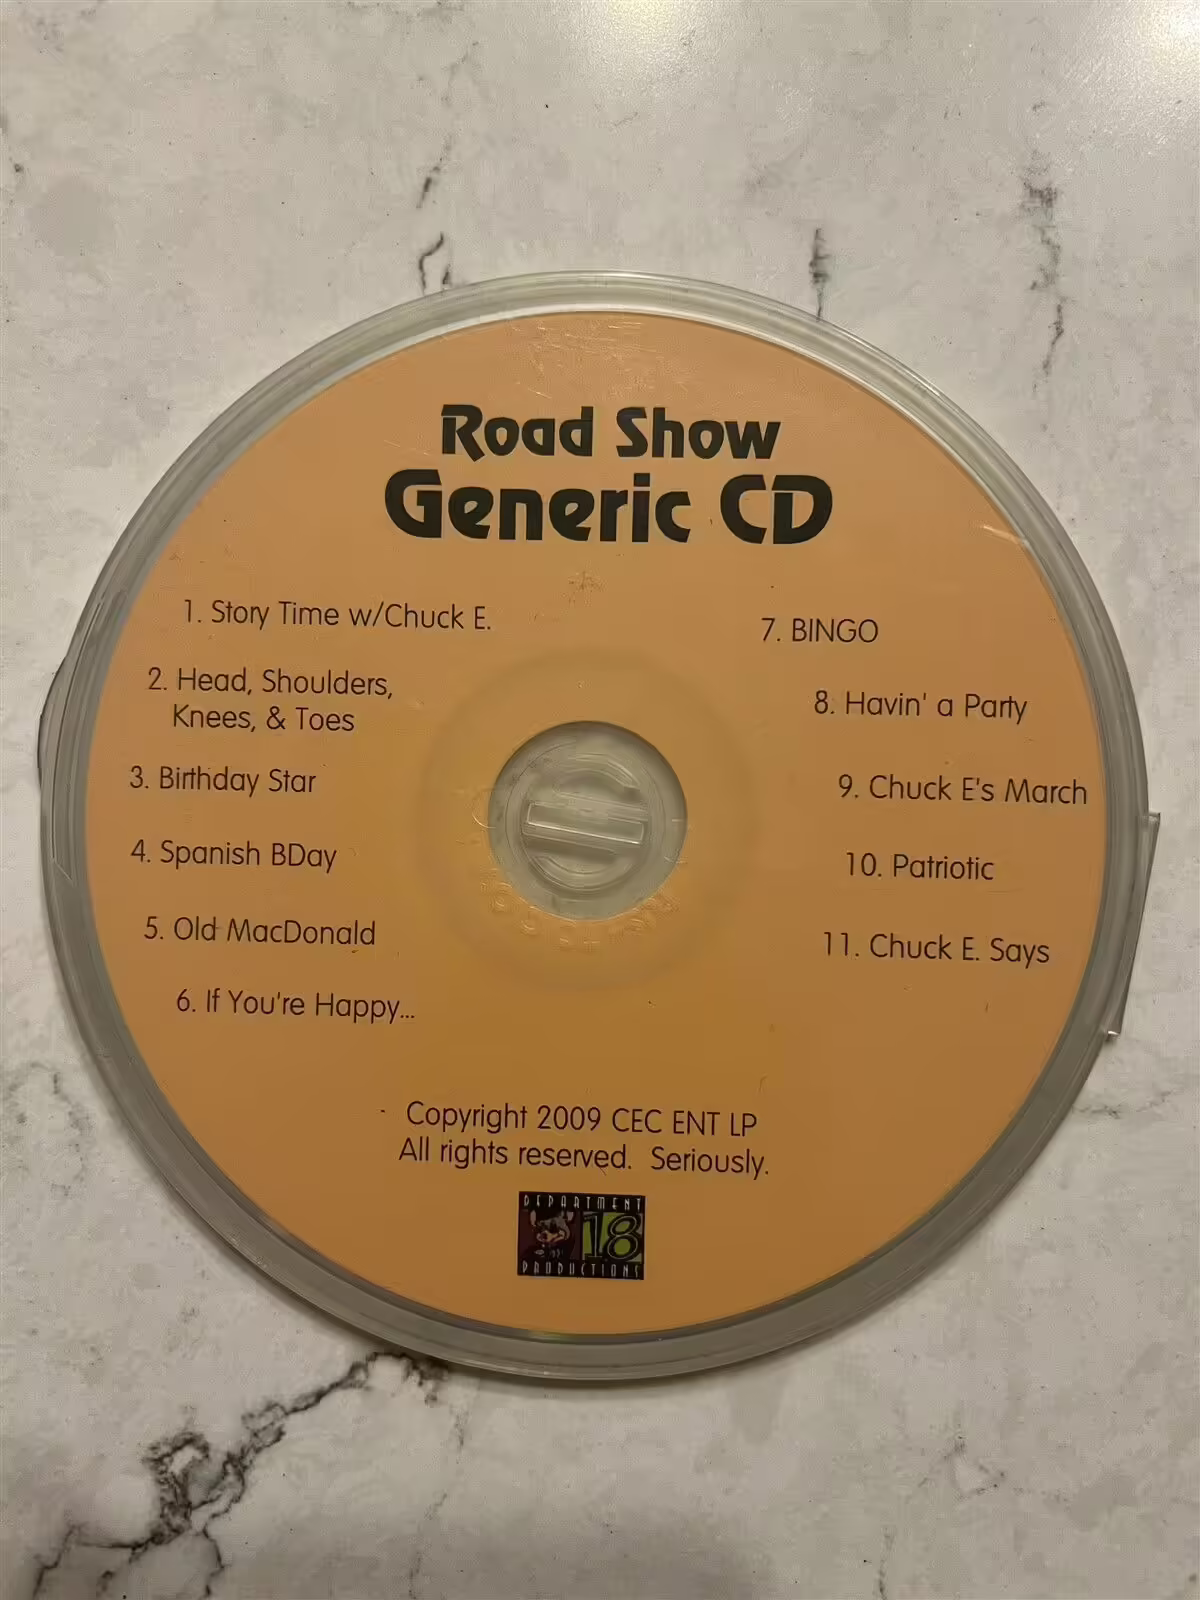 Road Show
Generic CD
1. Story Time w/Chuck E.
2. Head, Shoulders,
Knees, & Toes
3. Birthday Star
4. Spanish BDay
5. Old MacDonald
6. If You're Happy...
7. BINGO
8. Havin' a Party
9. Chuck E's March
10. Patriotic
11. Chuck E. Says
Copyright 2009 CEC ENT LP
All rights reserved.  Seriously.
DEPARTMENT
18
PRODUCTIONS